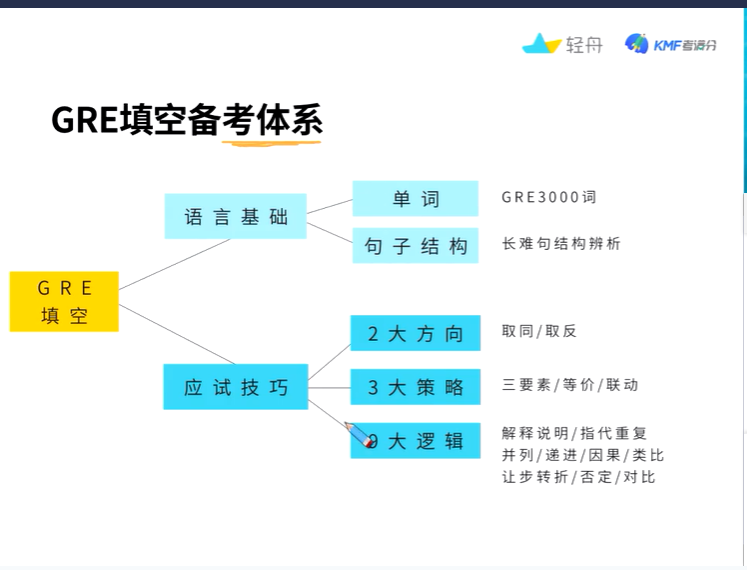 轻舟
KMF考满分
GRE填空备考体系
语言基础
单词
GRE3000词
句子结构
长难句结构辨析
GRE
填空
应试技巧
2大方向
取同/取反
3大策略
三要素/等价/联动
9大逻辑
解释说明/指代重复
并列/递进/因果/类比
让步转折/否定/对比